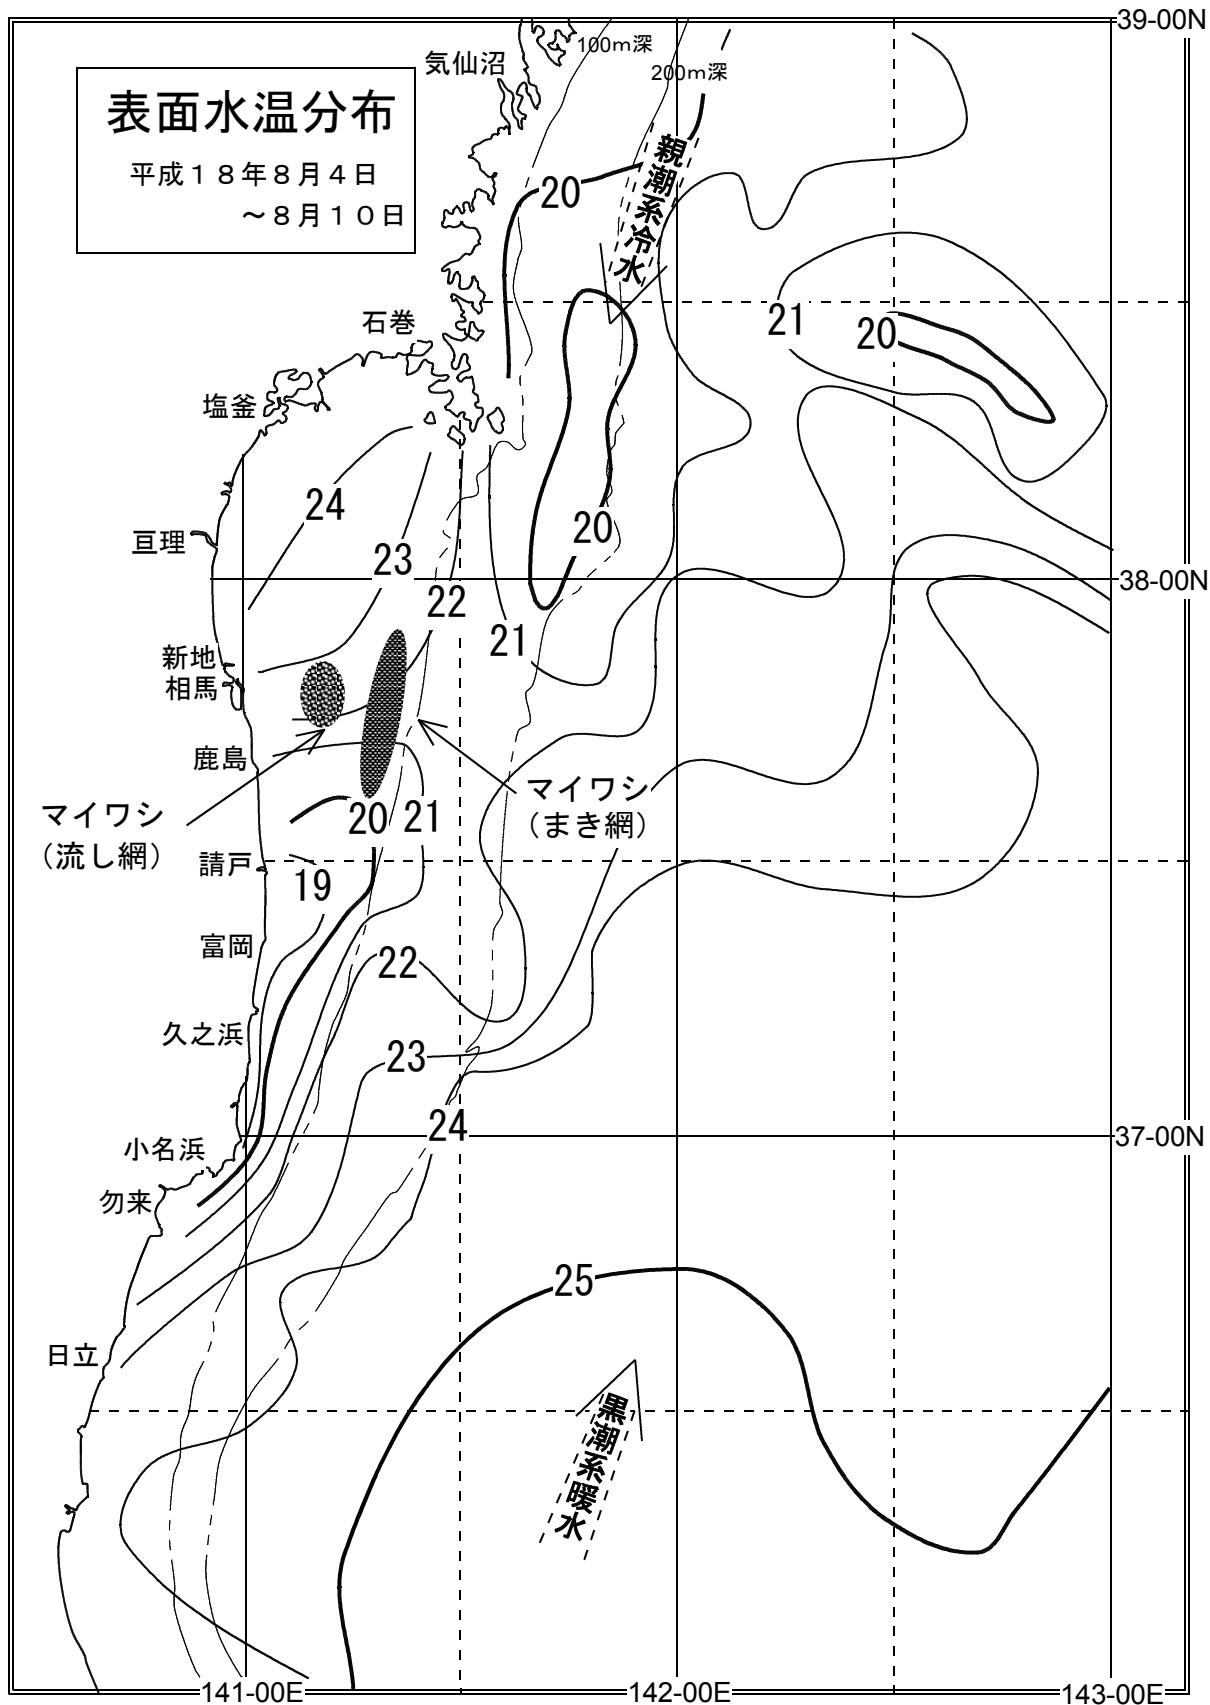 39-00N
100m深
気仙沼
200m深
表面水温分布
平成18年8月4日
～8月10日
親潮系冷水
20
石巻
21
20
塩釜
24
20
亘理
23
38-00N
22
21
新地
相馬
鹿島
マイワシ
（まき網）
マイワシ
（流し網）
20
21
請戸
19
富岡
22
久之浜
23
24
37-00N
小名浜
勿来
25
日立
黒潮系暖水
141-00E
142-00E
143-00E